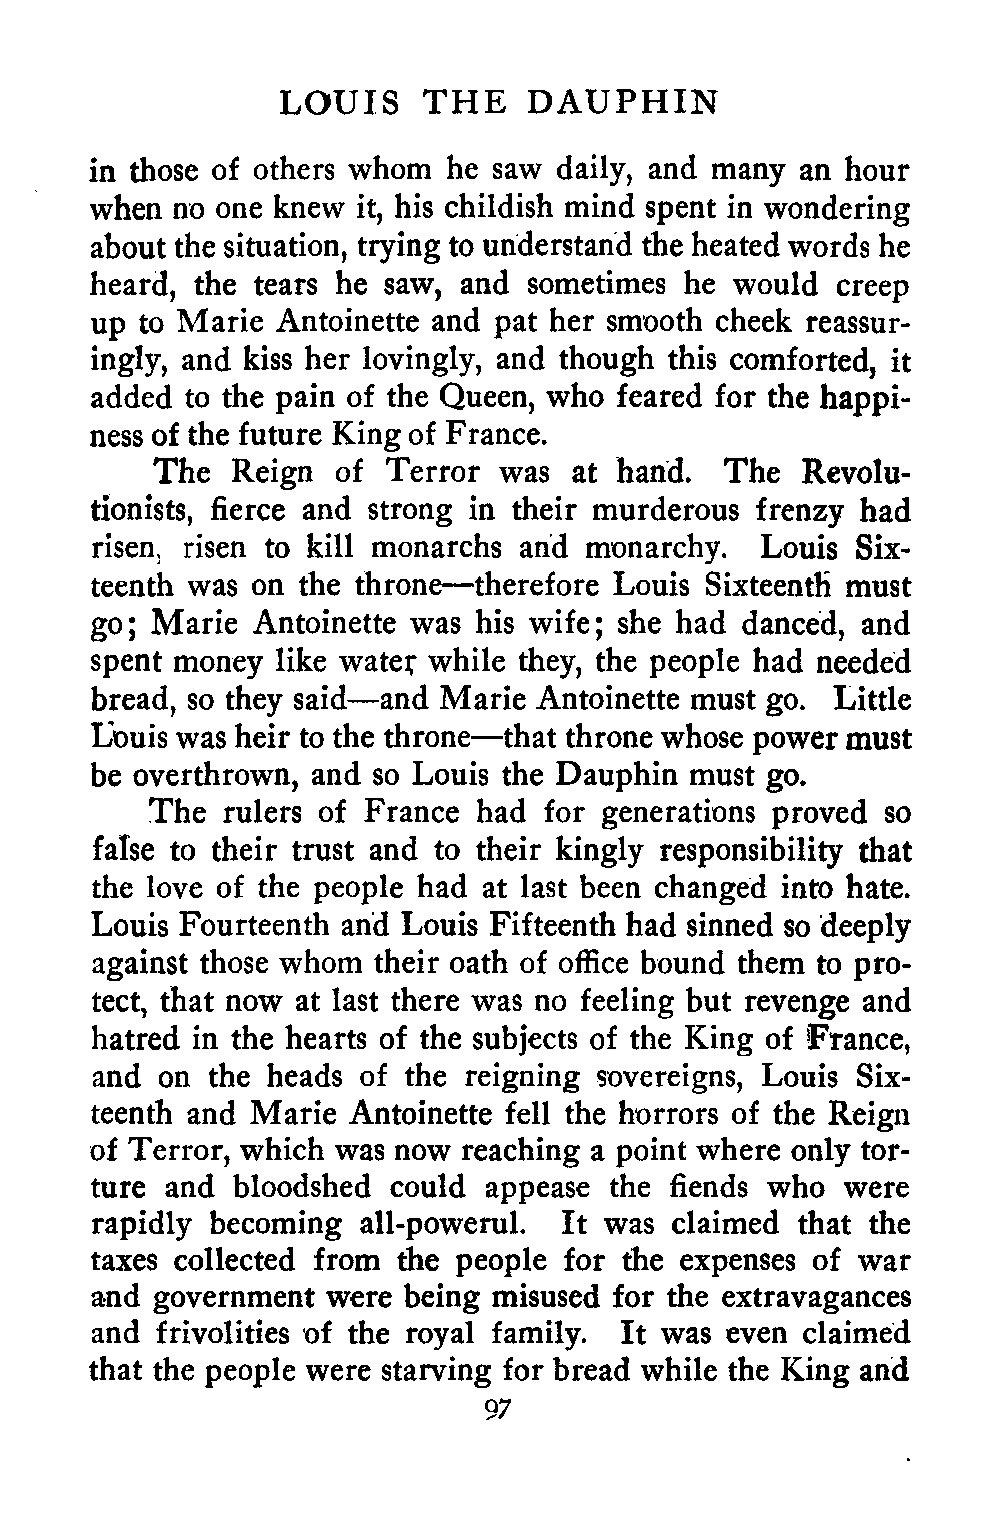 LOUIS THE DAUPHIN
in those of others whom he saw daily, and many an hour
when no one knew it, his childish mind spent in wondering
about the situation, trying to understand the heated words he
heard, the tears he saw, and sometimes he would creep
up to Marie Antoinette and pat her smooth cheek reassur-
ingly, and kiss her lovingly, and though this comforted, it
added to the pain of the Queen, who feared for the happi-
ness of the future King of France.
The Reign of Terror was at hand. The Revolu-
tionists, fierce and strong in their murderous frenzy had
risen, risen to kill monarchs and monarchy. Louis Six-
teenth was on the throne—therefore Louis Sixteenth must
go; Marie Antoinette was his wife; she had danced, and
spent money like water while they, the people had needed
bread, so they said—and Marie Antoinette must go. Little
Louis was heir to the throne—that throne whose power must
be overthrown, and so Louis the Dauphin must go.
The rulers of France had for generations proved so
false to their trust and to their kingly responsibility that
the love of the people had at last been changed into hate.
Louis Fourteenth and Louis Fifteenth had sinned so deeply
against those whom their oath of office bound them to pro-
tect, that now at last there was no feeling but revenge and
hatred in the hearts of the subjects of the King of France,
and on the heads of the reigning sovereigns, Louis Six-
teenth and Marie Antoinette fell the horrors of the Reign
of Terror, which was now reaching a point where only tor-
ture and bloodshed could appease the fiends who were
rapidly becoming all-powerul. It was claimed that the
taxes collected from the people for the expenses of war
and government were being misused for the extravagances
and frivolities of the royal family. It was even claimed
that the people were starving for bread while the King and
97